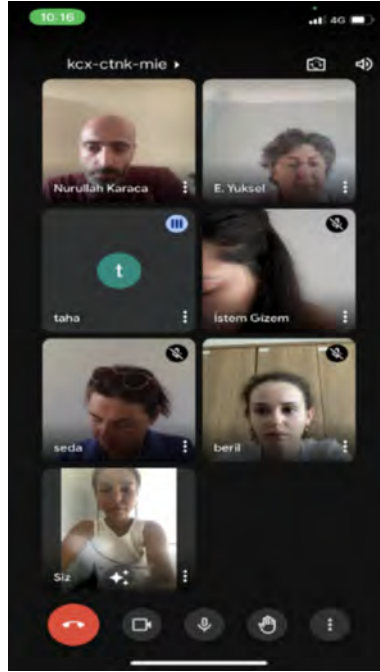 10:16
4G
kcx-ctnk-mie
Nurullah Karaca
E. Yuksel
t
taha
İstem Gizem
seda
beril
Siz